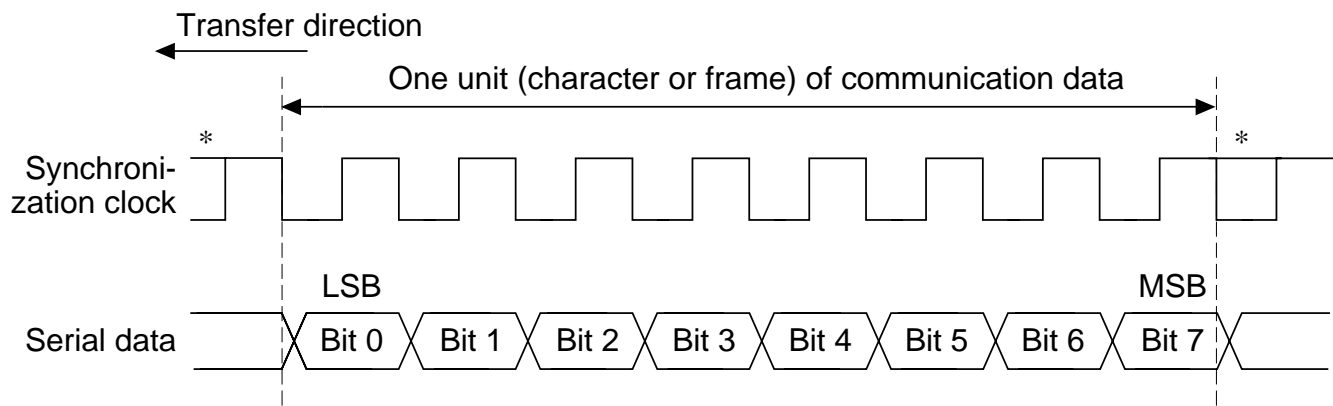 Transfer direction
One unit (character or frame) of communication data
* *
Synchroni-
zation clock
LSB MSB
Serial data Bit 0 Bit 1 Bit 2 Bit 3 Bit 4 Bit 5 Bit 6 Bit 7